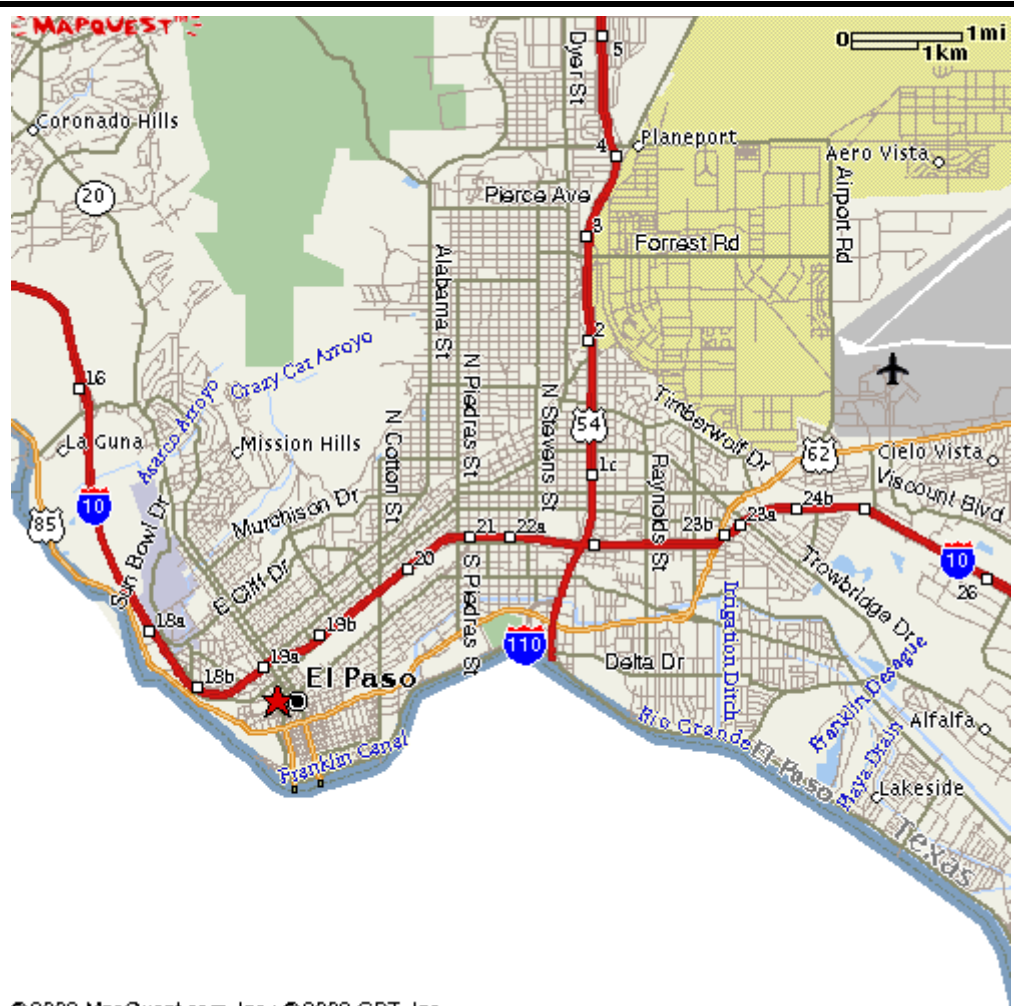 MAPQUEST
0 1mi
1km
Dyer St
5
Coronado Hills
4
Planeport
Aero Vista
20
Pierce Ave
Airport Rd
3
Forrest Rd
Alabama St
2
Crazy Cat Arroyo
16
N Piedras St
N Stevens St
Timberwolf Dr
Asarco Arroyo
N Cotton St
54
La Guna
Mission Hills
62
Cielo Vista
1c
Raynolds St
Viscount Blvd
10
85
Murchison Dr
24b
21
22a
23b
23a
Sun Bowl Dr
E Cliff Dr
20
10
Trowbridge Dr
26
S Piedras St
Irrigation Ditch
18a
19b
110
19a
Delta Dr
18b
El Paso
Franklin Desague
Rio Grande
Alfalfa
Franklin Canal
El Paso
Playa Drain
Lakeside
Texas